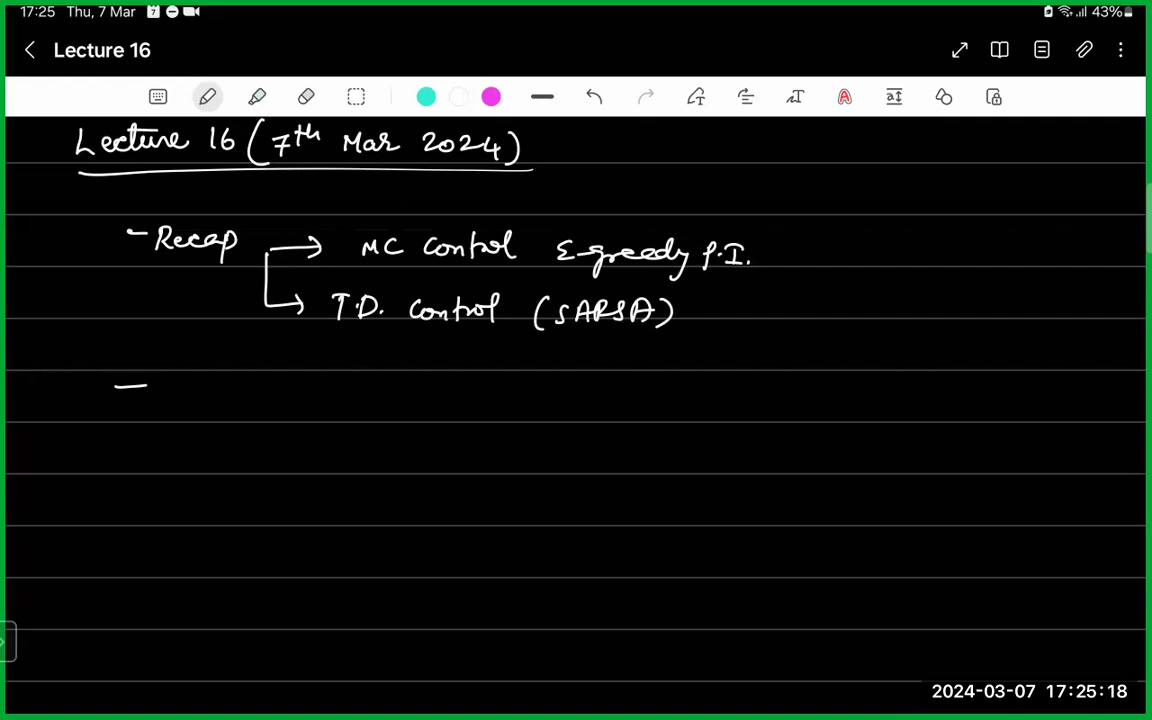 17:25 Thu, 7 Mar 7 43%
Lecture 16
Lecture 16 (7th Mar 2024)
- Recap → MC Control ε-greedy P.I.
→ T.D. Control (SARSA)
—
2024-03-07 17:25:18